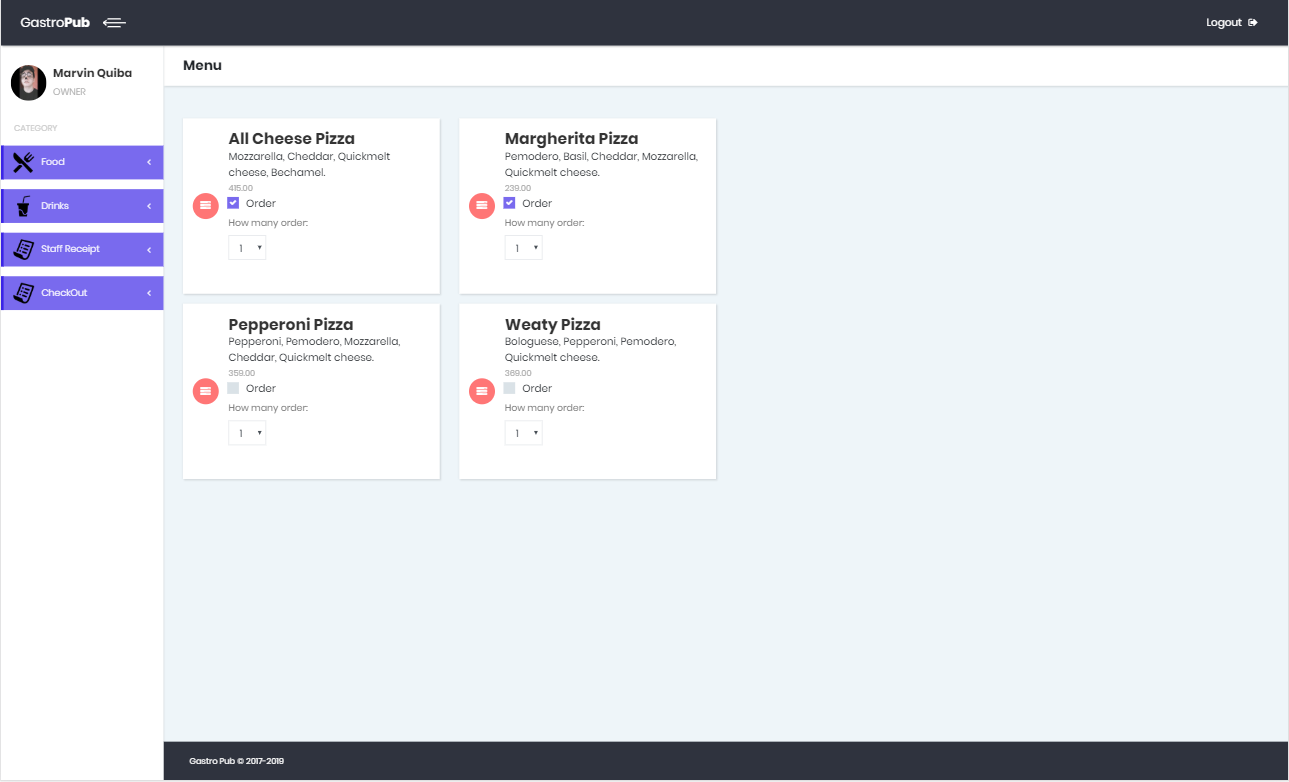 GastroPub
Logout
Marvin Quiba
OWNER
CATEGORY
Food
Drinks
Staff Receipt
CheckOut
Menu
All Cheese Pizza
Mozzarella, Cheddar, Quickmelt
cheese, Bechamel.
415.00
Order
How many order:
1
Margherita Pizza
Pemodero, Basil, Cheddar, Mozzarella,
Quickmelt cheese.
239.00
Order
How many order:
1
Pepperoni Pizza
Pepperoni, Pemodero, Mozzarella,
Cheddar, Quickmelt cheese.
359.00
Order
How many order:
1
Weaty Pizza
Bologuese, Pepperoni, Pemodero,
Quickmelt cheese.
369.00
Order
How many order:
1
Gastro Pub © 2017-2019